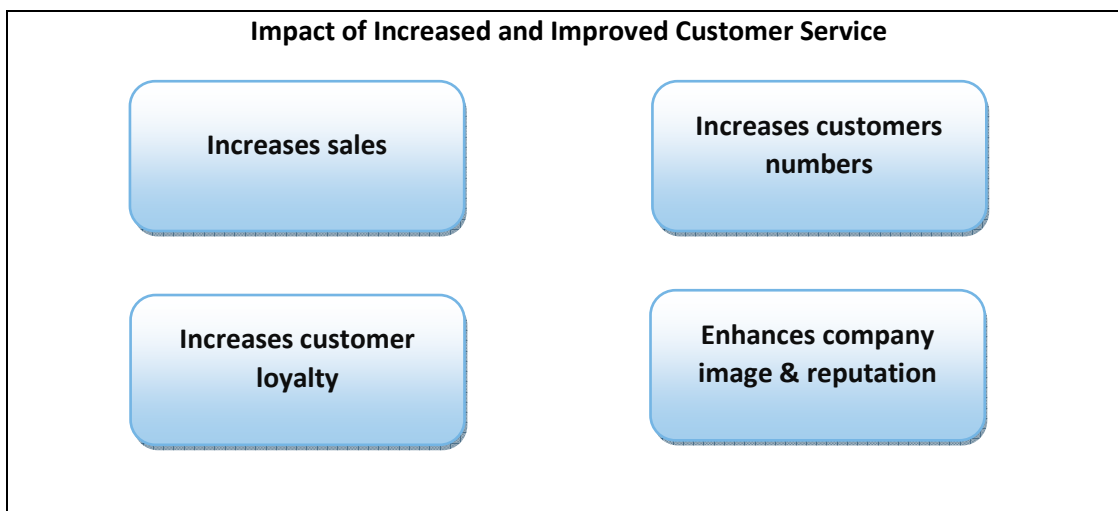 Impact of Increased and Improved Customer Service
Increases sales
Increases customers
numbers
Increases customer
loyalty
Enhances company
image & reputation